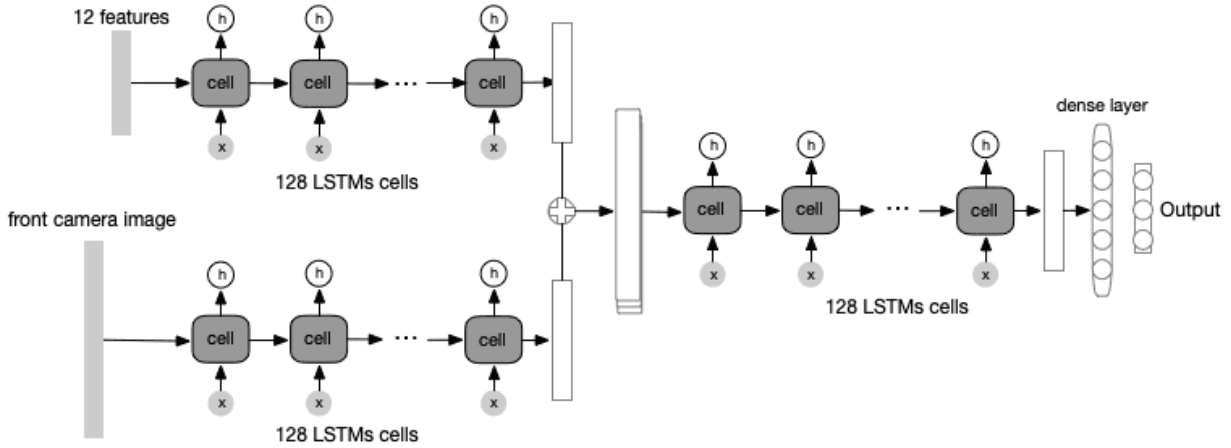 12 features
h h h
cell cell ... cell
x x x
128 LSTMs cells
front camera image
h h h
cell cell ... cell
x x x
128 LSTMs cells
h h h
cell cell ... cell
x x x
128 LSTMs cells
dense layer
Output